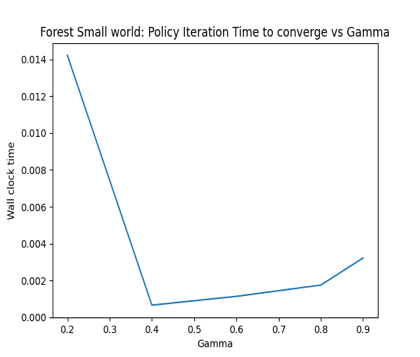 Forest Small world: Policy Iteration Time to converge vs Gamma
0.014
0.012
0.010
0.008
0.006
0.004
0.002
0.000
Wall clock time
0.2 0.3 0.4 0.5 0.6 0.7 0.8 0.9
Gamma